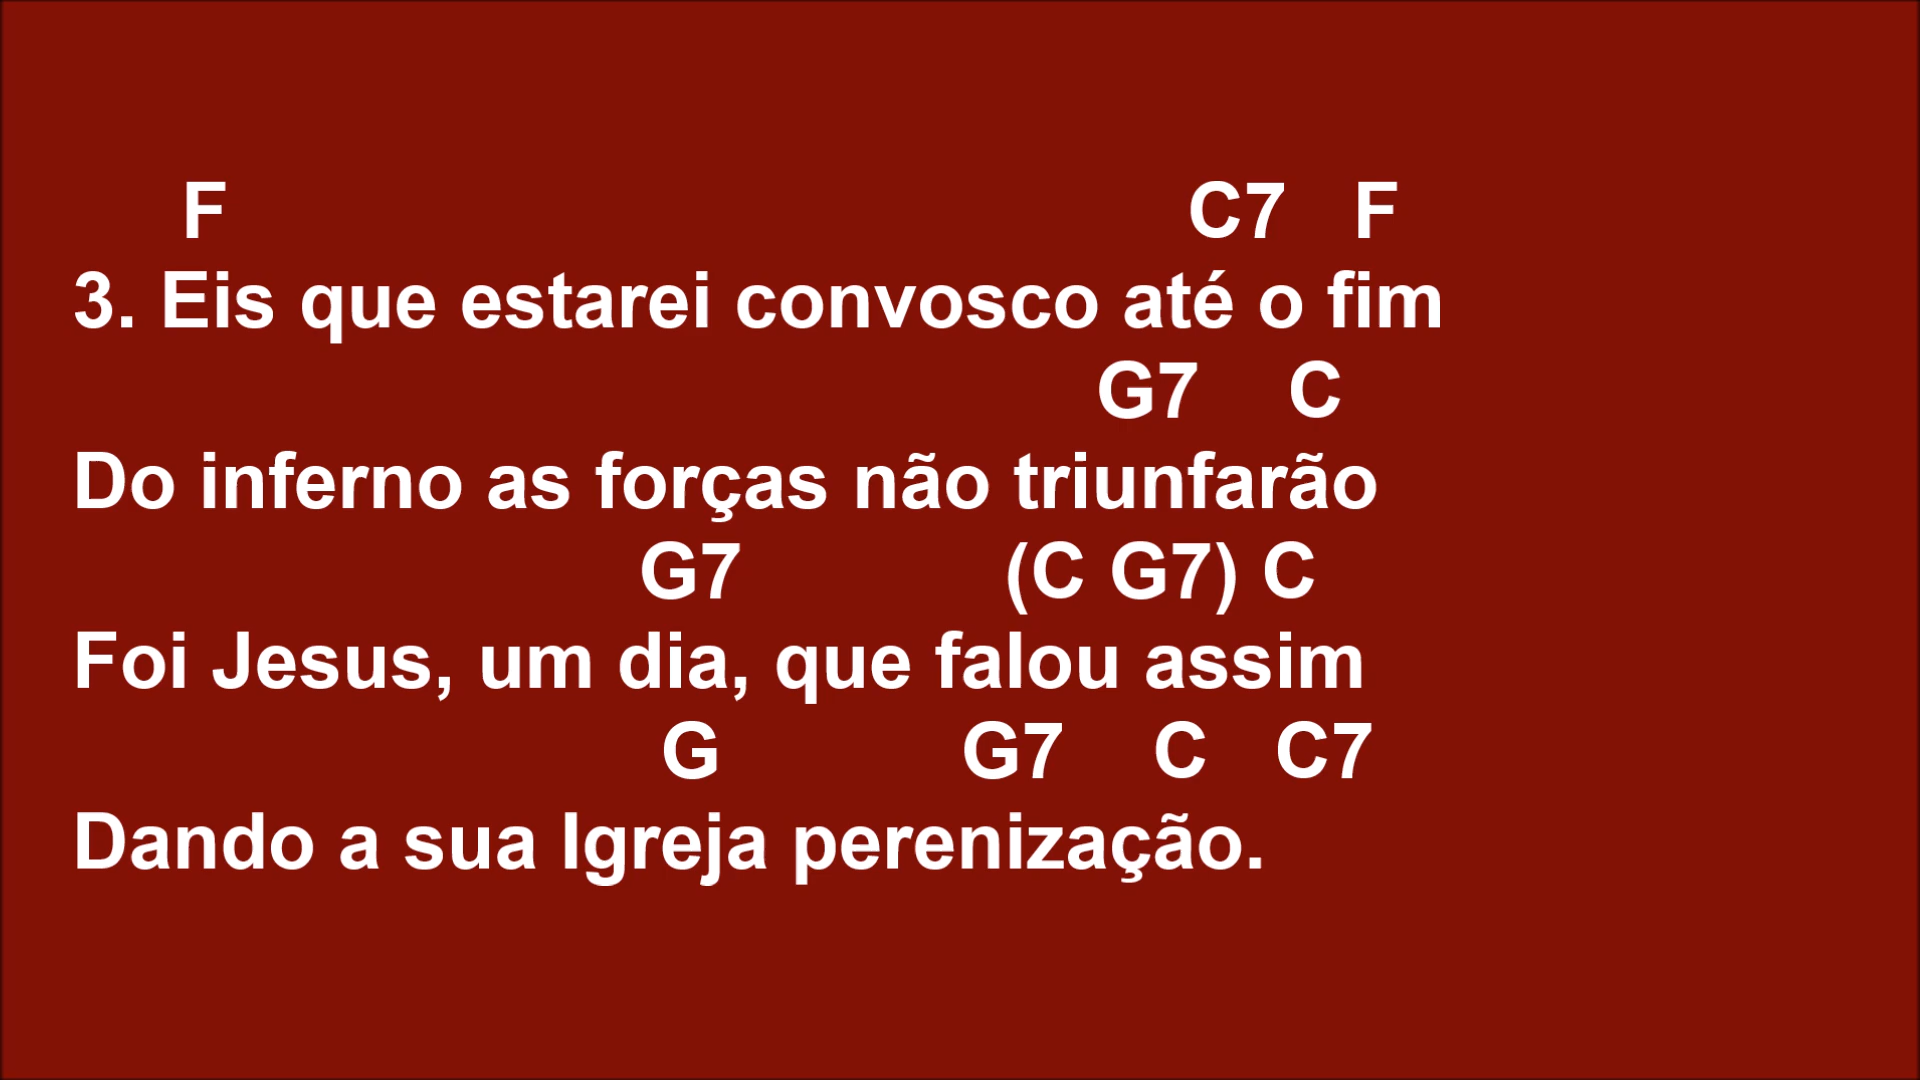 F C7 F
3. Eis que estarei convosco até o fim
G7 C
Do inferno as forças não triunfarão
G7 (C G7) C
Foi Jesus, um dia, que falou assim
G G7 C C7
Dando a sua Igreja perenização.